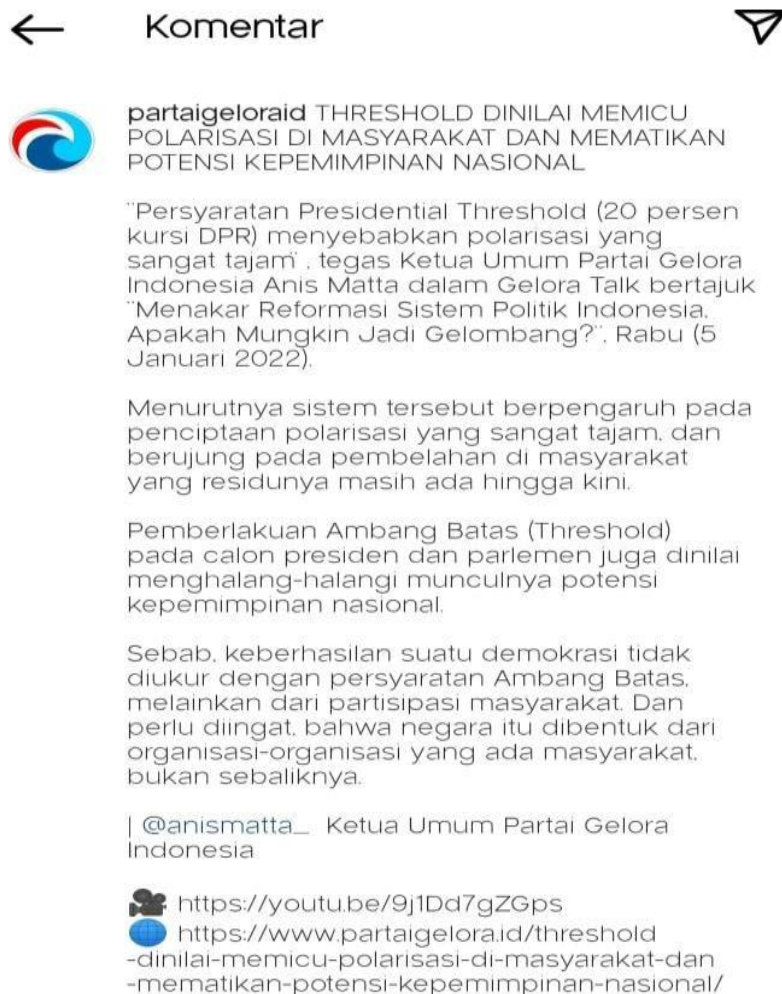 Komentar
partaigeloraid THRESHOLD DINILAI MEMICU
POLARISASI DI MASYARAKAT DAN MEMATIKAN
POTENSI KEPEMIMPINAN NASIONAL
¨Persyaratan Presidential Threshold (20 persen
kursi DPR) menyebabkan polarisasi yang
sangat tajam¨, tegas Ketua Umum Partai Gelora
Indonesia Anis Matta dalam Gelora Talk bertajuk
¨Menakar Reformasi Sistem Politik Indonesia,
Apakah Mungkin Jadi Gelombang?¨, Rabu (5
Januari 2022).
Menurutnya sistem tersebut berpengaruh pada
penciptaan polarisasi yang sangat tajam, dan
berujung pada pembelahan di masyarakat
yang residunya masih ada hingga kini.
Pemberlakuan Ambang Batas (Threshold)
pada calon presiden dan parlemen juga dinilai
menghalang-halangi munculnya potensi
kepemimpinan nasional.
Sebab, keberhasilan suatu demokrasi tidak
diukur dengan persyaratan Ambang Batas,
melainkan dari partisipasi masyarakat. Dan
perlu diingat, bahwa negara itu dibentuk dari
organisasi-organisasi yang ada masyarakat,
bukan sebaliknya.
| @anismatta_ Ketua Umum Partai Gelora
Indonesia
https://youtu.be/9j1Dd7gZGps
https://www.partaigelora.id/threshold
-dinilai-memicu-polarisasi-di-masyarakat-dan
-mematikan-potensi-kepemimpinan-nasional/